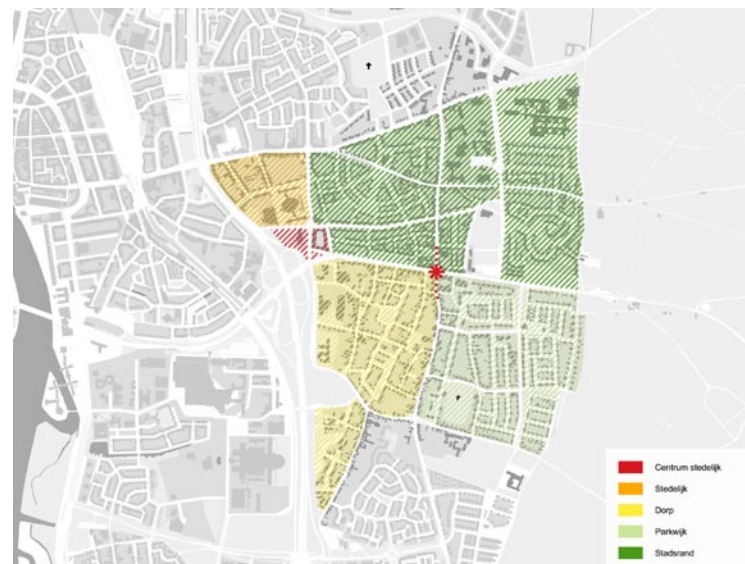 Centrum stedelijk
Stedelijk
Dorp
Parkwijk
Stadsrand